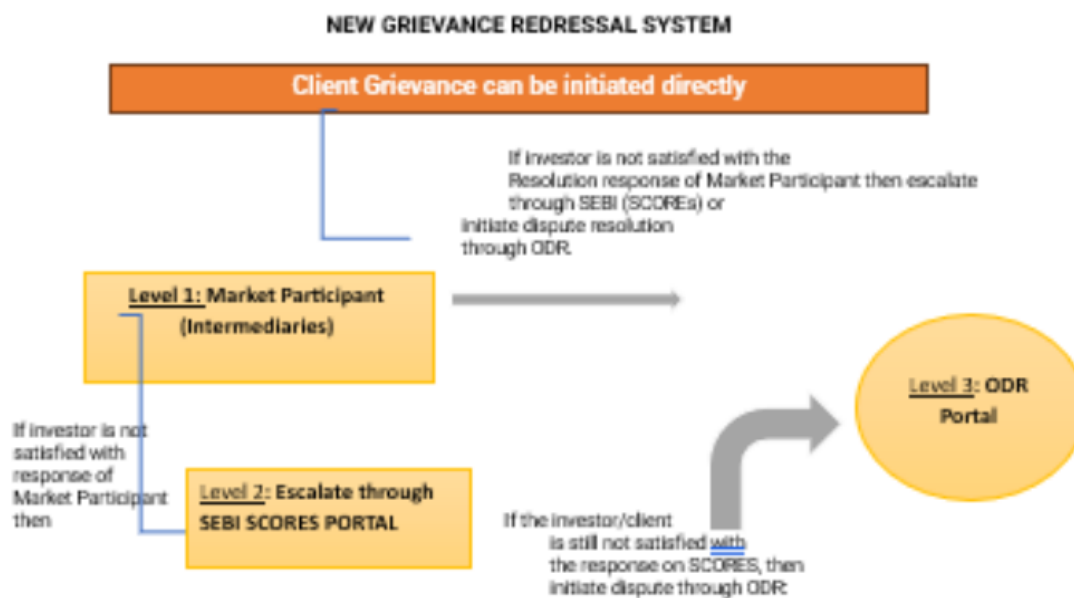 NEW GRIEVANCE REDRESSAL SYSTEM
Client Grievance can be initiated directly
If investor is not satisfied with the
Resolution response of Market Participant then escalate
through SEBI (SCOREs) or
initiate dispute resolution
through ODR.
Level 1: Market Participant
(Intermediaries)
Level 3: ODR
Portal
If investor is not
satisfied with
response of
Market Participant
then
Level 2: Escalate through
SEBI SCORES PORTAL
If the investor/client
is still not satisfied with
the response on SCORES, then
initiate dispute through ODR: